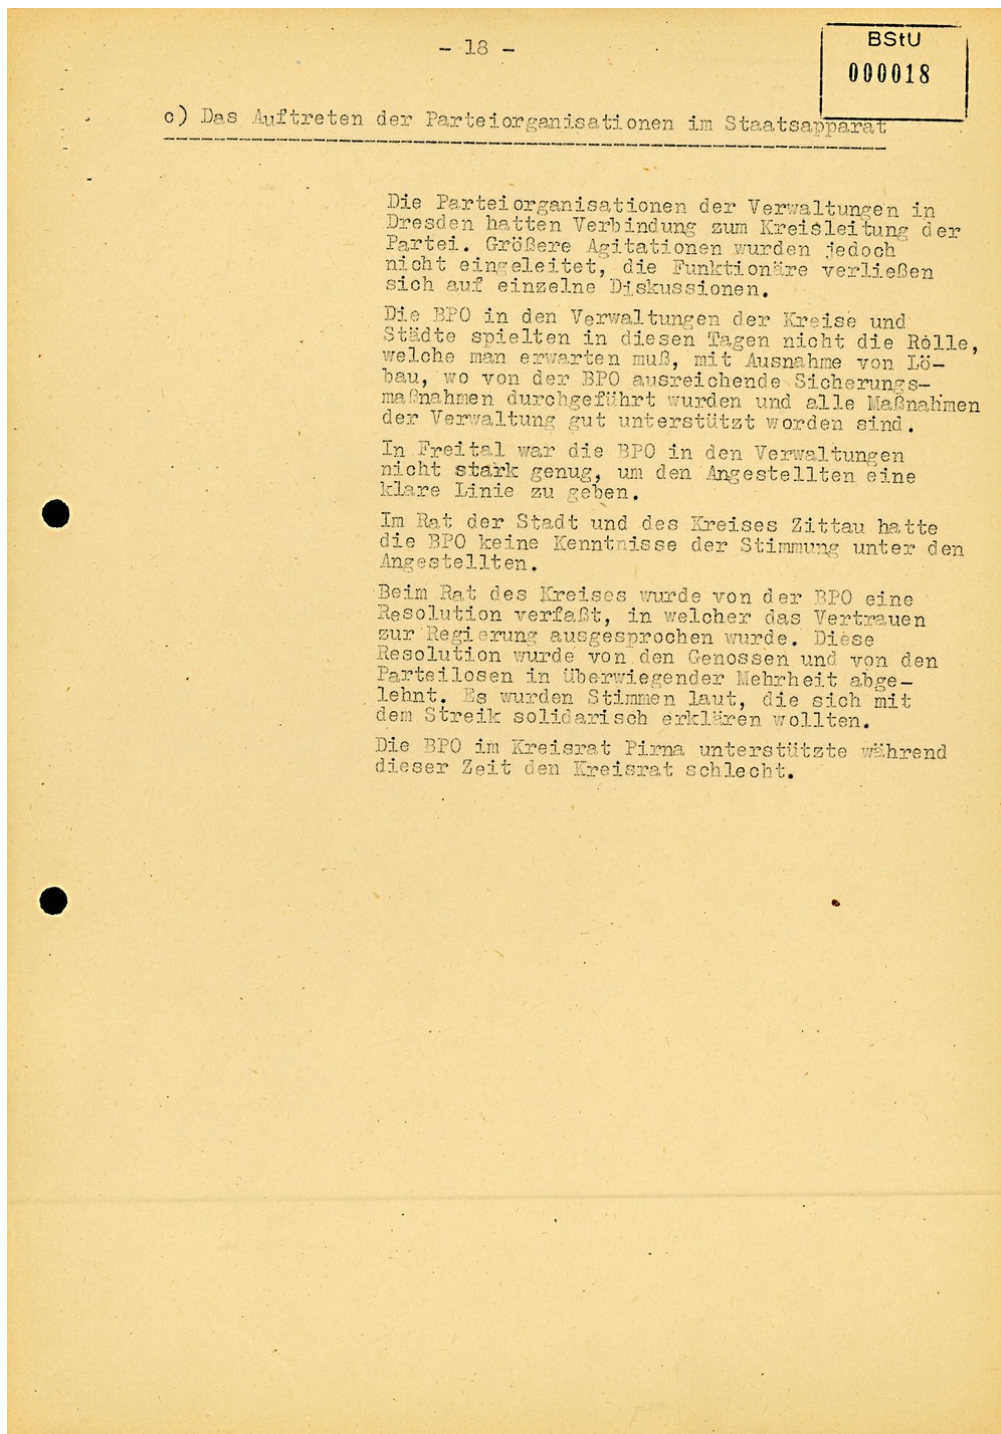 - 18 -
BStU
000018
c) Das Auftreten der Parteiorganisationen im Staatsapparat
Die Parteiorganisationen der Verwaltungen in
Dresden hatten Verbindung zum Kreisleitung der
Partei. Größere Agitationen wurden jedoch
nicht eingeleitet, die Funktionäre verließen
sich auf einzelne Diskussionen.
Die BPO in den Verwaltungen der Kreise und
Städte spielten in diesen Tagen nicht die Rolle,
welche man erwarten muß, mit Ausnahme von Lö-
bau, wo von der BPO ausreichende Sicherungs-
maßnahmen durchgeführt wurden und alle Maßnahmen
der Verwaltung gut unterstützt worden sind.
In Freital war die BPO in den Verwaltungen
nicht stark genug, um den Angestellten eine
klare Linie zu geben.
Im Rat der Stadt und des Kreises Zittau hatte
die BPO keine Kenntnisse der Stimmung unter den
Angestellten.
Beim Rat des Kreises wurde von der BPO eine
Resolution verfaßt, in welcher das Vertrauen
zur Regierung ausgesprochen wurde. Diese
Resolution wurde von den Genossen und von den
Parteilosen in überwiegender Mehrheit abge-
lehnt. Es wurden Stimmen laut, die sich mit
dem Streik solidarisch erklären wollten.
Die BPO im Kreisrat Pirna unterstützte während
dieser Zeit den Kreisrat schlecht.